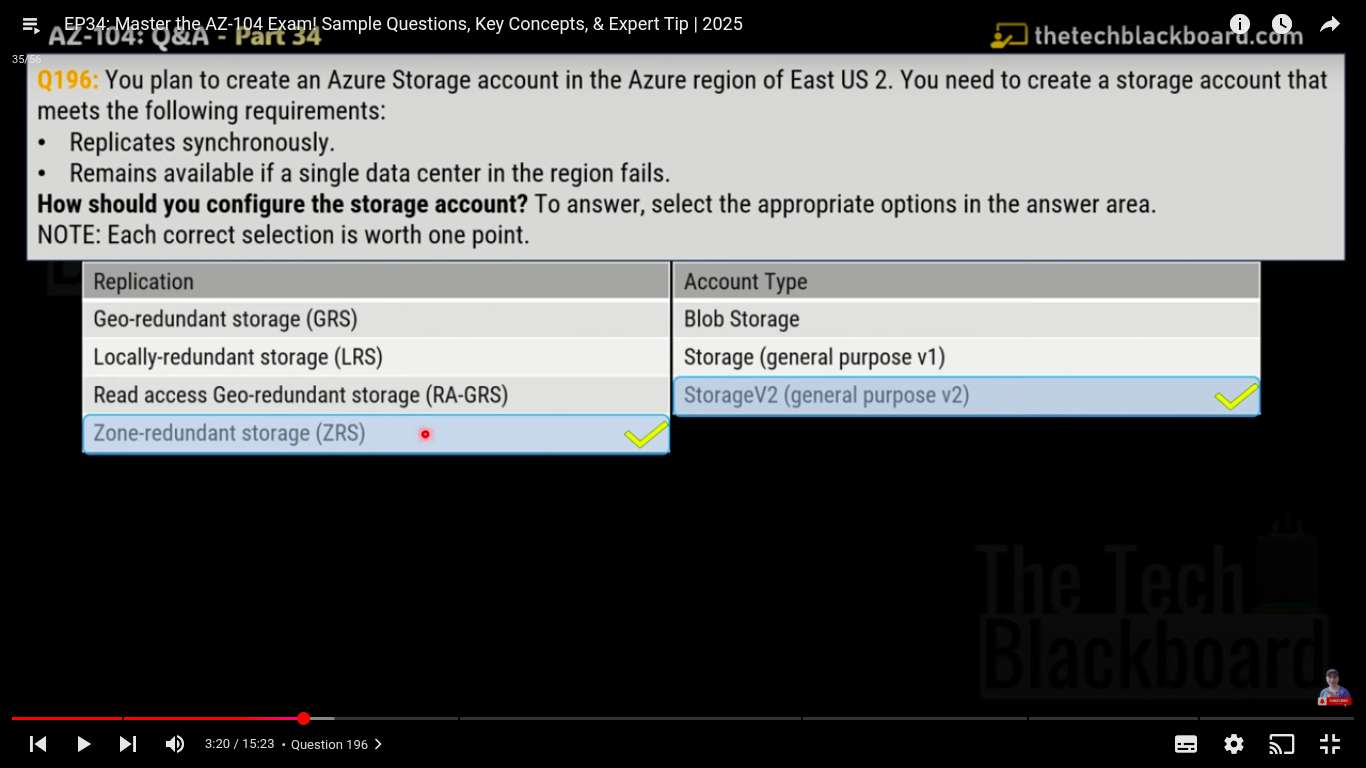 EP34: Master the AZ-104 Exam! Sample Questions, Key Concepts, & Expert Tip | 2025
AZ-104: Q&A - Part 34
thetechblackboard.com
35/56
Q196: You plan to create an Azure Storage account in the Azure region of East US 2. You need to create a storage account that
meets the following requirements:
• Replicates synchronously.
• Remains available if a single data center in the region fails.
How should you configure the storage account? To answer, select the appropriate options in the answer area.
NOTE: Each correct selection is worth one point.
Replication Account Type
Geo-redundant storage (GRS) Blob Storage
Locally-redundant storage (LRS) Storage (general purpose v1)
Read access Geo-redundant storage (RA-GRS) StorageV2 (general purpose v2)
Zone-redundant storage (ZRS)
The Tech
Blackboard
3:20 / 15:23 • Question 196